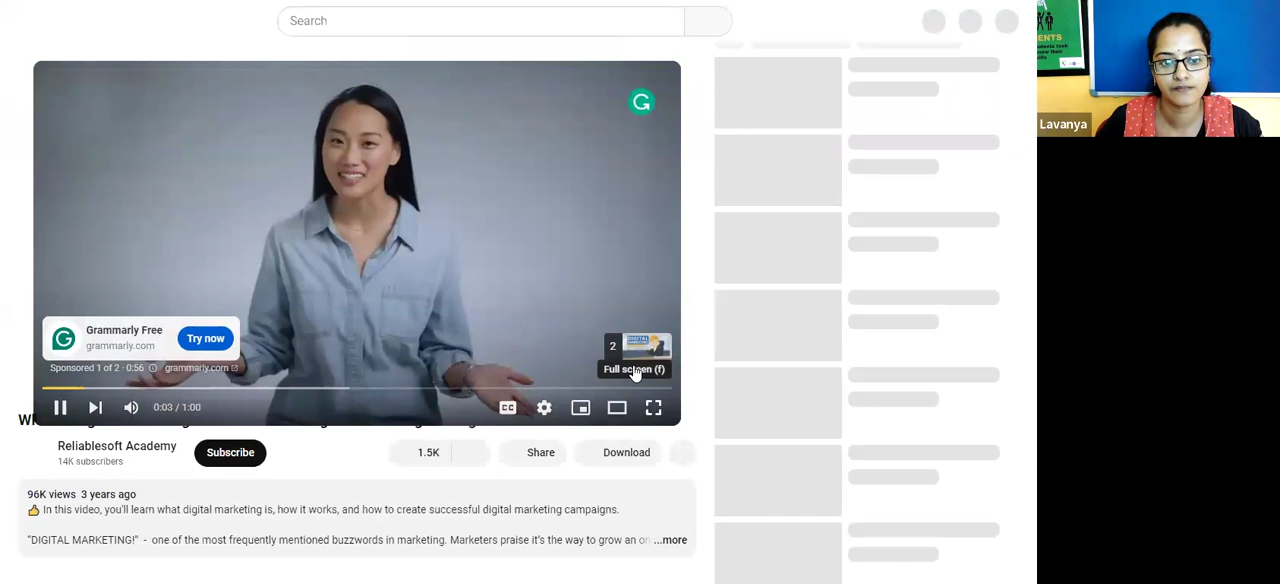 Search
ENTS
Lavanya
G
Grammarly Free
grammarly.com
Try now
Sponsored 1 of 2 · 0:56
grammarly.com
2
DIGITAL
Full screen (f)
CC
0:03 / 1:00
Reliablesoft Academy
14K subscribers
Subscribe
1.5K
Share
Download
96K views 3 years ago
👍 In this video, you'll learn what digital marketing is, how it works, and how to create successful digital marketing campaigns.
“DIGITAL MARKETING!” - one of the most frequently mentioned buzzwords in marketing. Marketers praise it's the way to grow an
...more